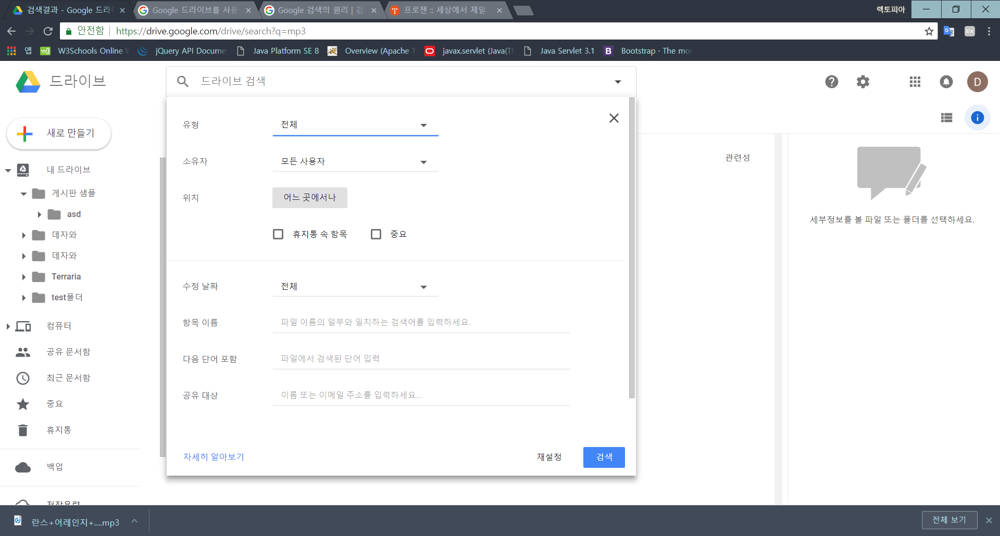 검색결과 - Google 드라
Google 드라이브를 사용
Google 검색의 원리 | 검
프로젠 :: 세상에서 제일
렉토피아
안전함
https://drive.google.com/drive/search?q=mp3
앱
W3Schools Online
jQuery API Docume
Java Platform SE 8
Overview (Apache T
javax.servlet (Java(T
Java Servlet 3.1
Bootstrap · The mos
드라이브
드라이브 검색
D
새로 만들기
내 드라이브
게시판 샘플
asd
데자와
데자와
Terraria
test폴더
컴퓨터
공유 문서함
최근 문서함
중요
휴지통
백업
저장용량
유형
전체
소유자
모든 사용자
위치
어느 곳에서나
휴지통 속 항목
중요
수정 날짜
전체
항목 이름
파일 이름의 일부와 일치하는 검색어를 입력하세요.
다음 단어 포함
파일에서 검색된 단어 입력
공유 대상
이름 또는 이메일 주소를 입력하세요...
자세히 알아보기
재설정
검색
관련성
세부정보를 볼 파일 또는 폴더를 선택하세요.
란스+어레인지+....mp3
전체 보기